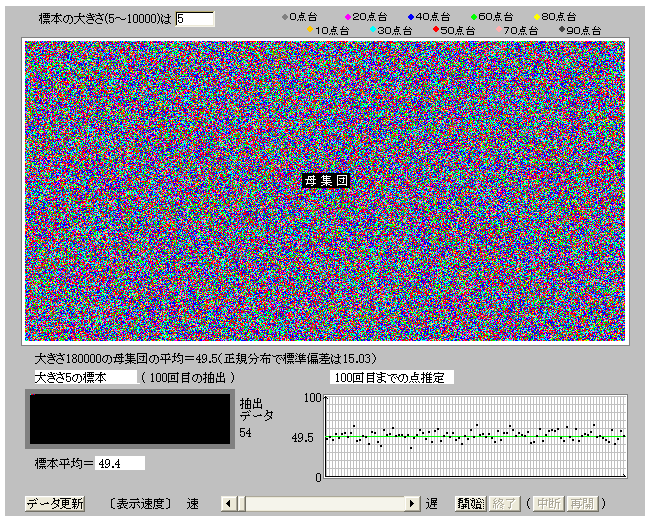 標本の大きさ(5～10000)は 5
◆0点台 ◆20点台 ◆40点台 ◆60点台 ◆80点台
◆10点台 ◆30点台 ◆50点台 ◆70点台 ◆90点台
母集団
大きさ180000の母集団の平均＝49.5(正規分布で標準偏差は15.03)
大きさ5の標本 (100回目の抽出) 100回目までの点推定
抽出
データ
54
100
49.5
0
標本平均＝ 49.4
データ更新 〔表示速度〕 速 遅 開始 終了 ( 中断 再開 )